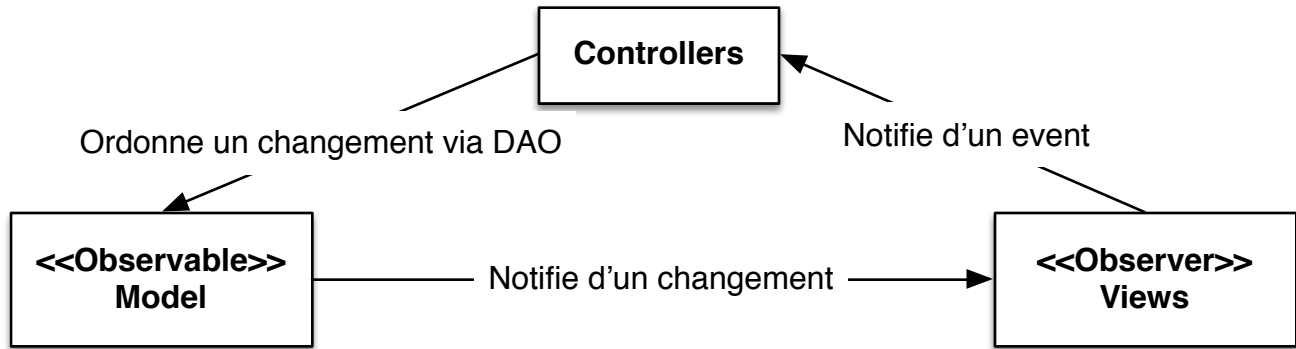 Controllers
Ordonne un changement via DAO
Notifie d'un event
<<Observable>>
Model
Notifie d'un changement
<<Observer>>
Views